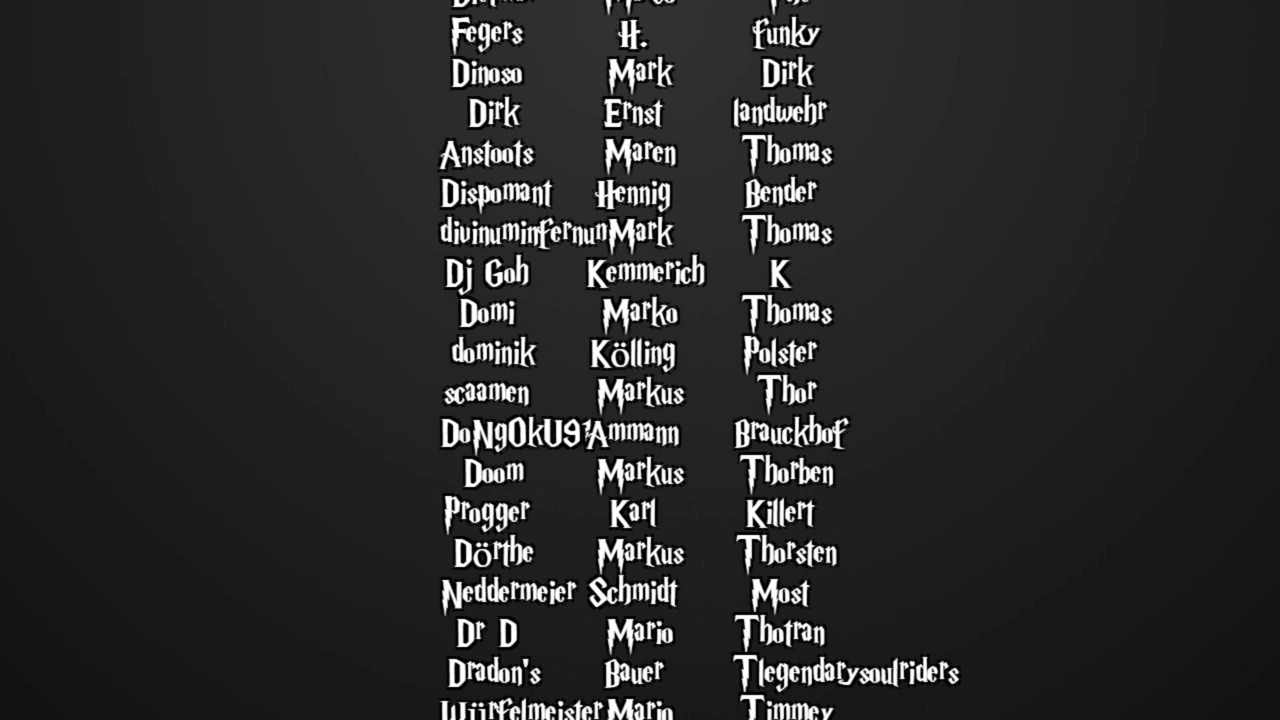 Fegers H. funky
Dinoso Mark Dirk
Dirk Ernst landwehr
Anstoots Maren Thomas
Dispomant Hennig Bender
divinuminfernun Mark Thomas
Dj Goh Kemmerich K
Domi Marko Thomas
dominik Kölling Polster
scaamen Markus Thor
Ammann Brauckhof
Doom Markus Thorben
Progger Karl Killert
Dörthe Markus Thorsten
Neddermeier Schmidt Most
Dr D Mario Thotran
Dradon's Bauer Tlegendarysoulriders
Würfelmeister Mario Timmey